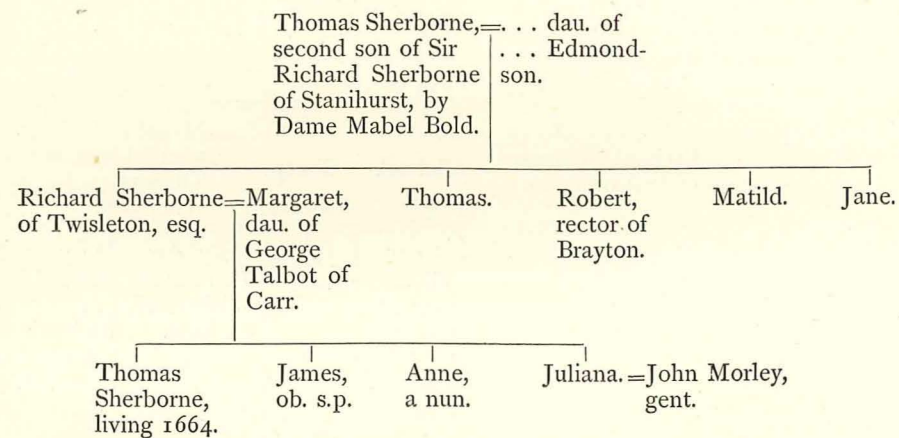 Thomas Sherborne,=. . . dau. of
second son of Sir . . . Edmond-
Richard Sherborne son.
of Stanihurst, by
Dame Mabel Bold.
Richard Sherborne=Margaret, Thomas. Robert, Matild. Jane.
of Twisleton, esq. dau. of rector of
George Brayton.
Talbot of
Carr.
Thomas James, Anne, Juliana.=John Morley,
Sherborne, ob. s.p. a nun. gent.
living 1664.